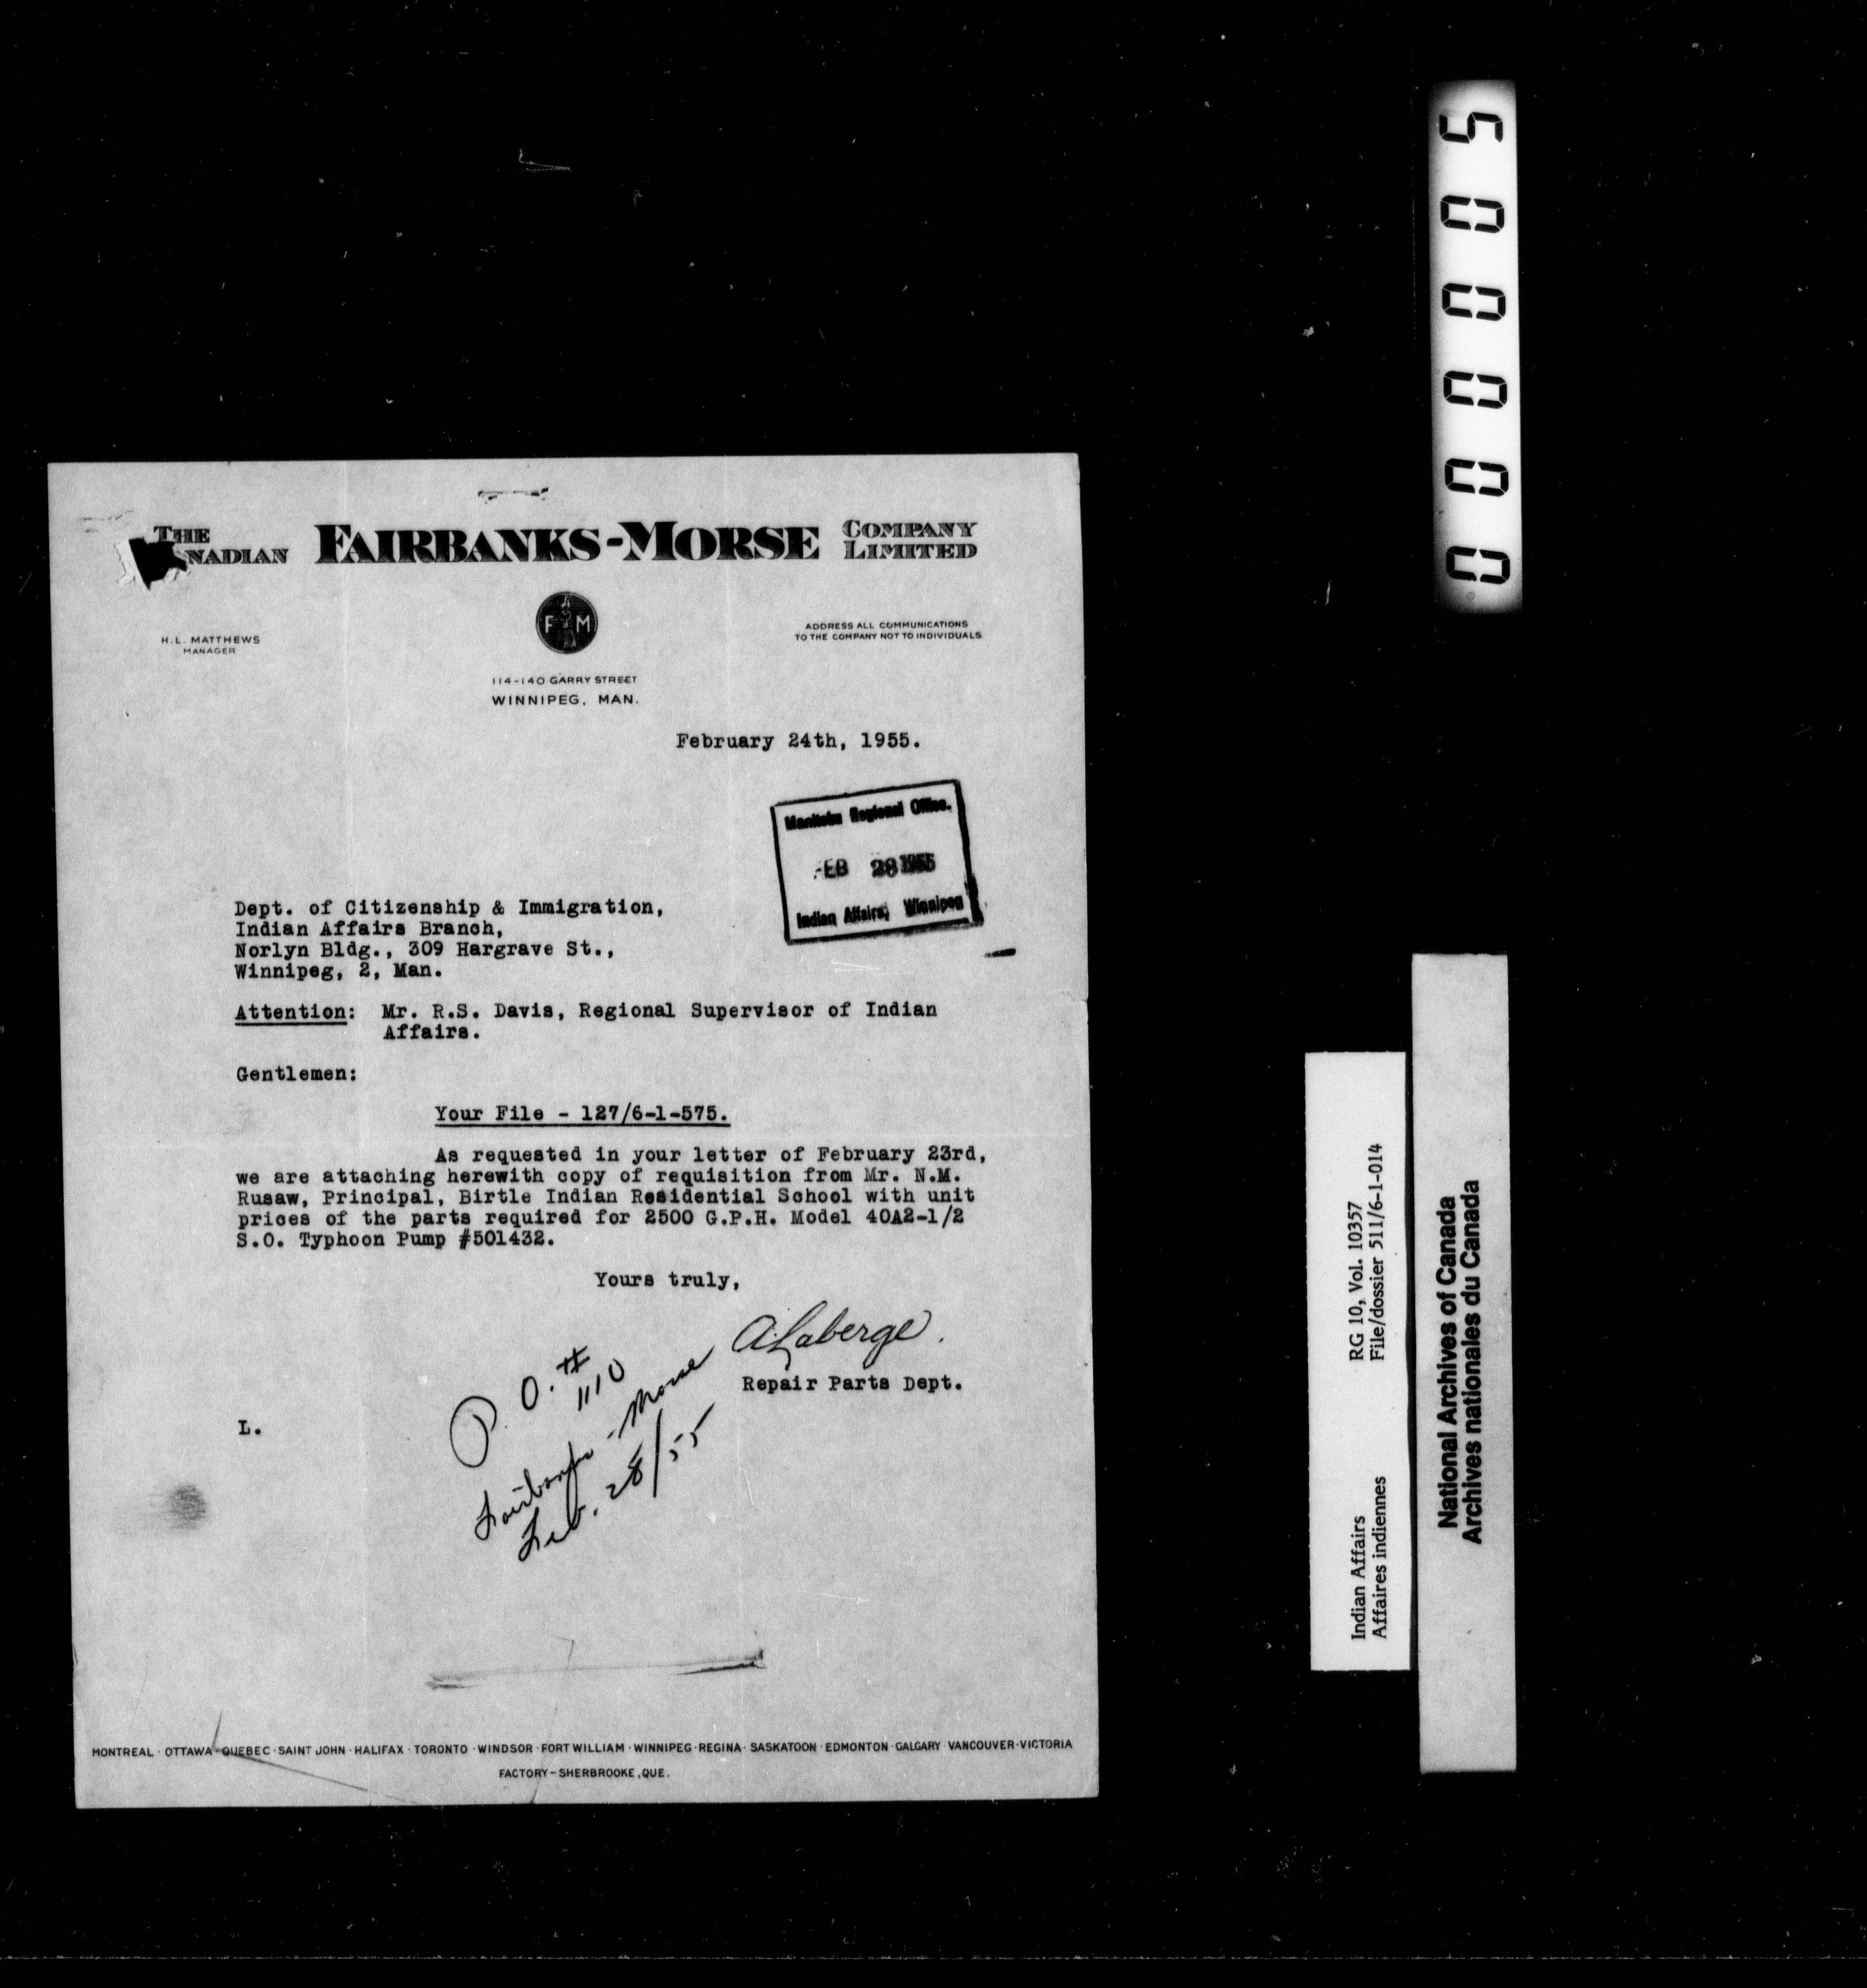 THE
NADIAN FAIRBANKS-MORSE COMPANY
LIMITED
H.L. MATTHEWS
MANAGER
F M
ADDRESS ALL COMMUNICATIONS
TO THE COMPANY NOT TO INDIVIDUALS
114-140 GARRY STREET
WINNIPEG, MAN.
February 24th, 1955.
Manitoba Regional Office.
FEB 28 1955
Indian Affairs, Winnipeg
Dept. of Citizenship & Immigration,
Indian Affairs Branch,
Norlyn Bldg., 309 Hargrave St.,
Winnipeg, 2, Man.
Attention: Mr. R.S. Davis, Regional Supervisor of Indian
Affairs.
Gentlemen:
Your File - 127/6-1-575.
As requested in your letter of February 23rd,
we are attaching herewith copy of requisition from Mr. N.M.
Rusaw, Principal, Birtle Indian Residential School with unit
prices of the parts required for 2500 G.P.H. Model 40A2-1/2
S.O. Typhoon Pump #501432.
Yours truly,
A. Laberge.
Repair Parts Dept.
L.
P.O. #
1110
Fairbanks-Morse
Feb. 28/55
MONTREAL · OTTAWA · QUEBEC · SAINT JOHN · HALIFAX · TORONTO · WINDSOR · FORT WILLIAM · WINNIPEG · REGINA · SASKATOON · EDMONTON · CALGARY · VANCOUVER · VICTORIA
FACTORY - SHERBROOKE, QUE.
000005
Indian Affairs RG 10, Vol. 10357
Affaires indiennes File/dossier 511/6-1-014
National Archives of Canada
Archives nationales du Canada